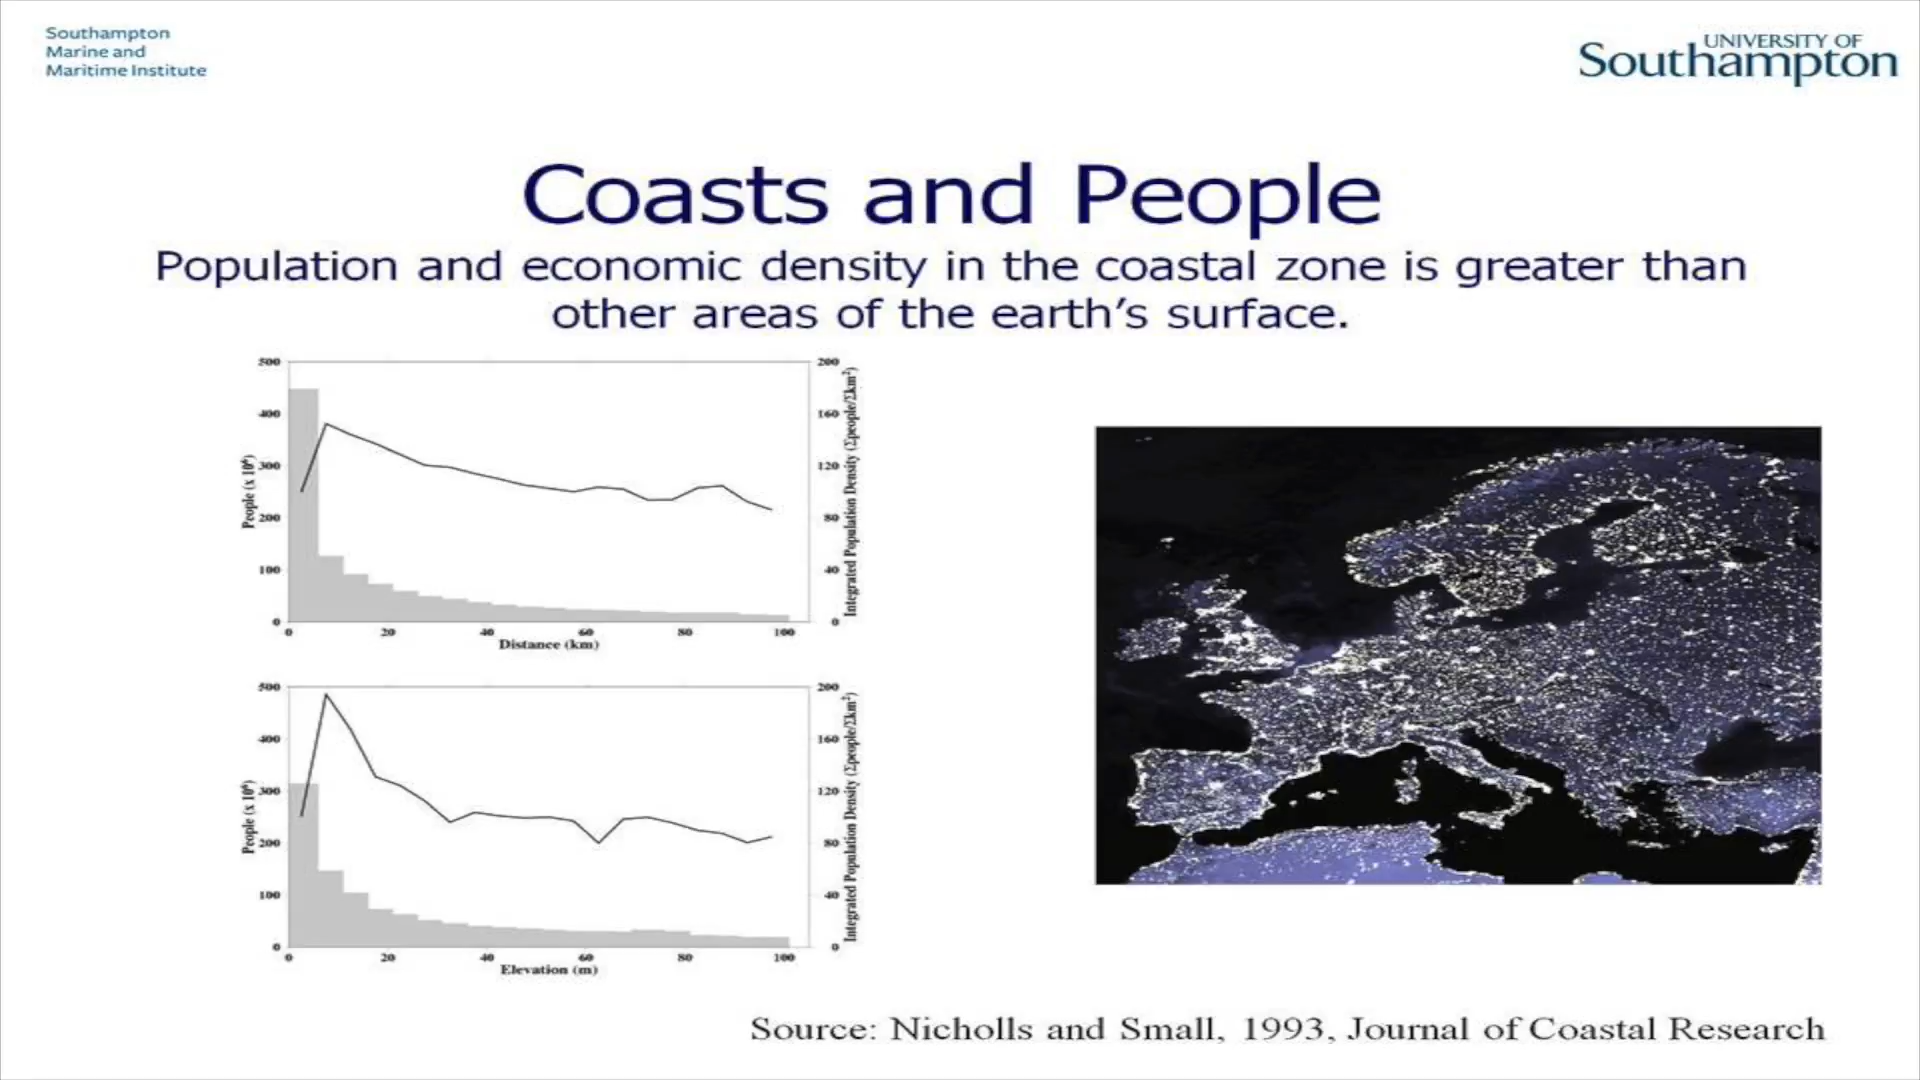 Southampton
Marine and
Maritime Institute
UNIVERSITY OF
Southampton
Coasts and People
Population and economic density in the coastal zone is greater than
other areas of the earth's surface.
500
400
300
200
100
0
People (x 10⁶)
200
160
120
80
40
0
Integrated Population Density (Σpeople/Σkm²)
0 20 40 60 80 100
Distance (km)
500
400
300
200
100
0
People (x 10⁶)
200
160
120
80
40
0
Integrated Population Density (Σpeople/Σkm²)
0 20 40 60 80 100
Elevation (m)
Source: Nicholls and Small, 1993, Journal of Coastal Research